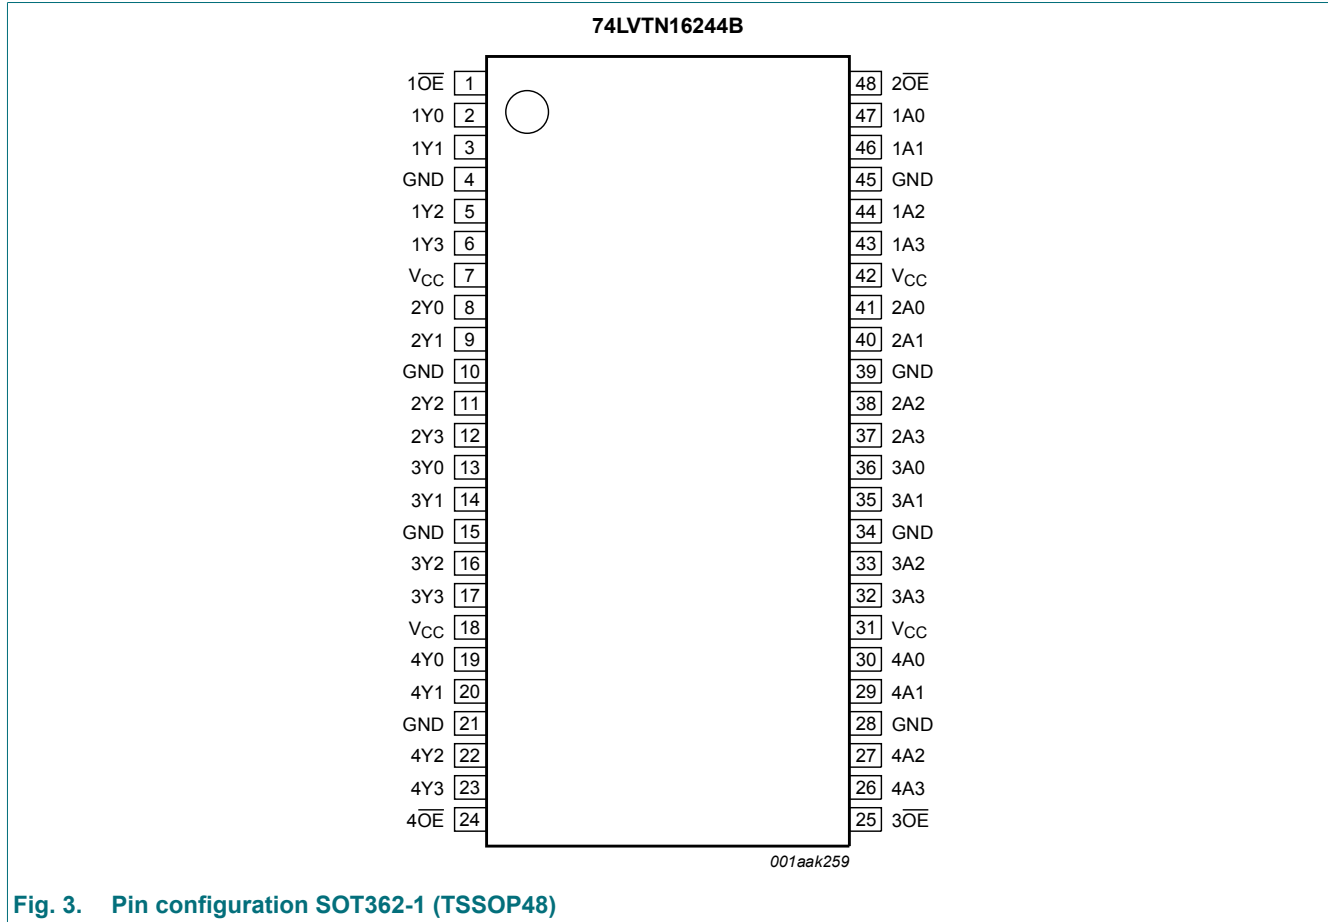 74LVTN16244B
1O̅E̅ 1 48 2O̅E̅
1Y0 2 47 1A0
1Y1 3 46 1A1
GND 4 45 GND
1Y2 5 44 1A2
1Y3 6 43 1A3
VCC 7 42 VCC
2Y0 8 41 2A0
2Y1 9 40 2A1
GND 10 39 GND
2Y2 11 38 2A2
2Y3 12 37 2A3
3Y0 13 36 3A0
3Y1 14 35 3A1
GND 15 34 GND
3Y2 16 33 3A2
3Y3 17 32 3A3
VCC 18 31 VCC
4Y0 19 30 4A0
4Y1 20 29 4A1
GND 21 28 GND
4Y2 22 27 4A2
4Y3 23 26 4A3
4O̅E̅ 24 25 3O̅E̅
001aak259
Fig. 3. Pin configuration SOT362-1 (TSSOP48)